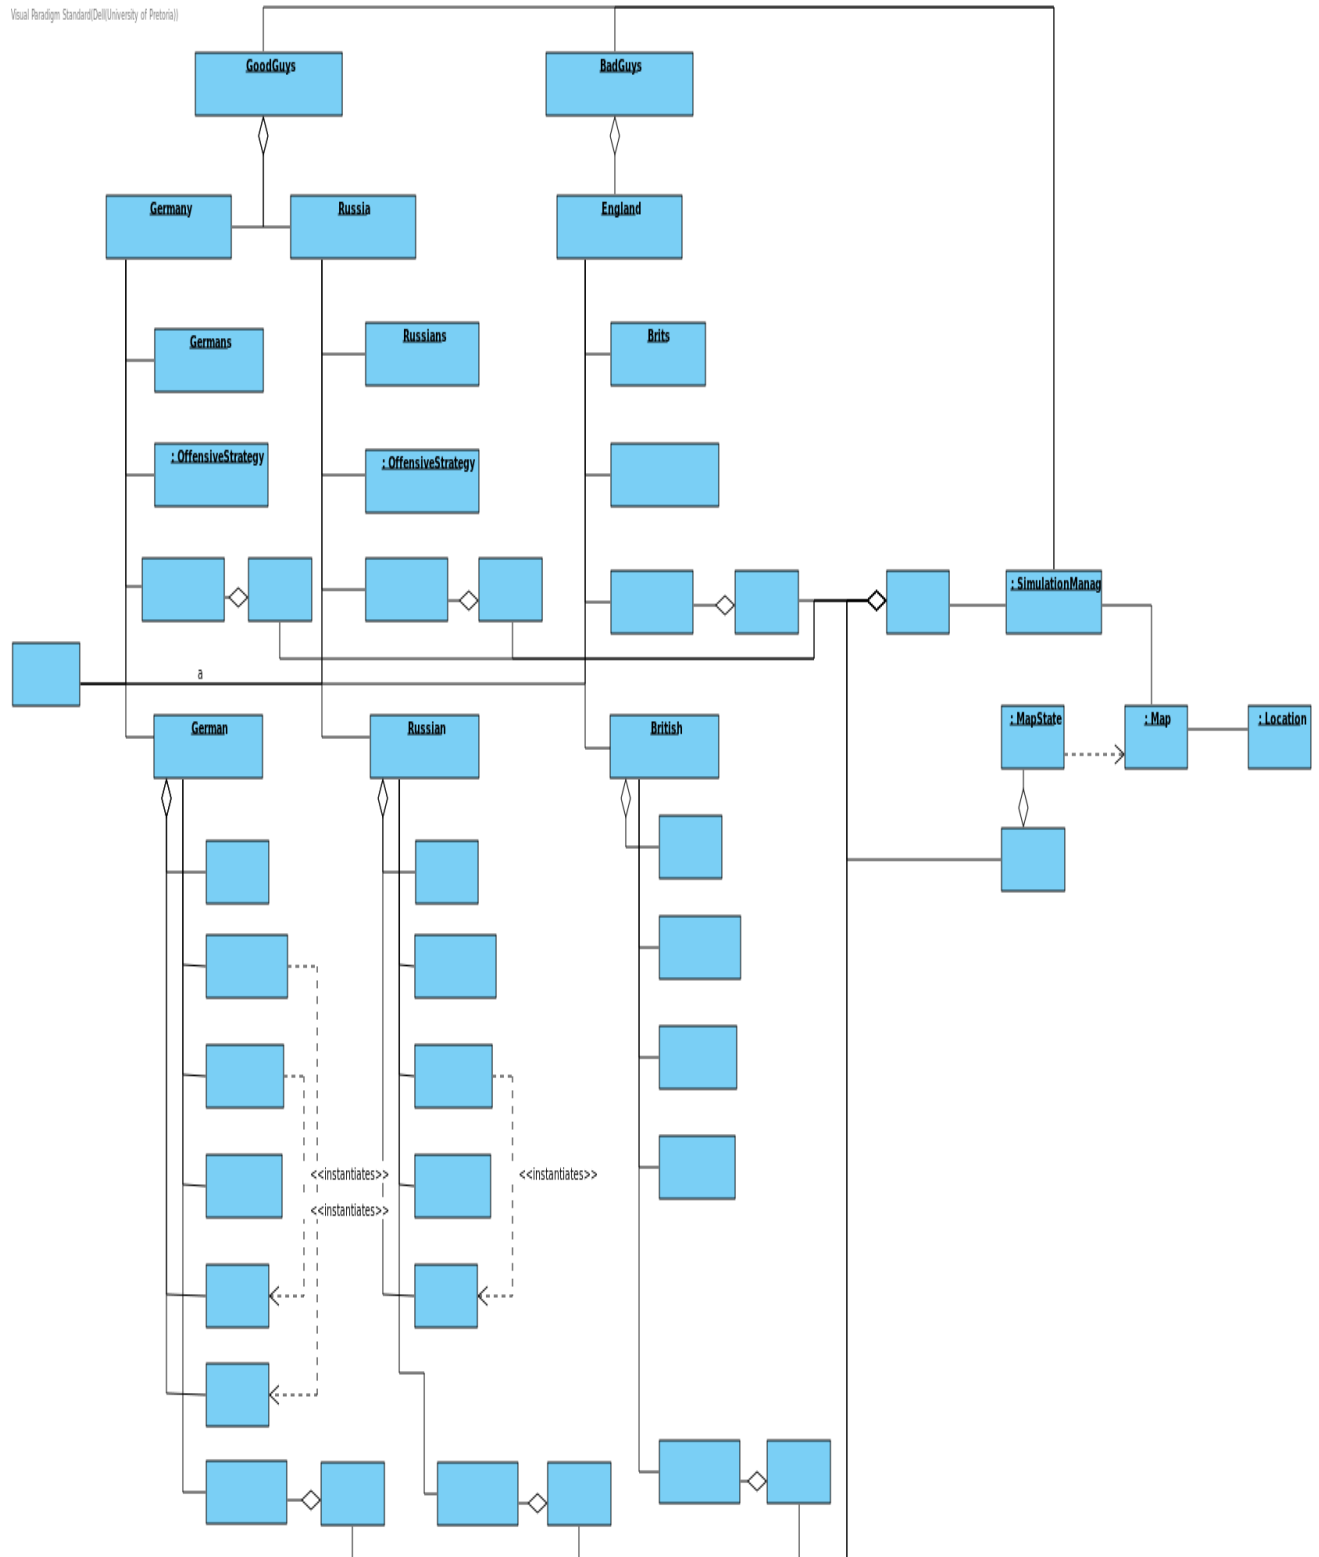 Visual Paradigm Standard(Dell(University of Pretoria))
GoodGuys
BadGuys
Germany
Russia
England
Germans
Russians
Brits
: OffensiveStrategy
: OffensiveStrategy
: SimulationManag
a
German
Russian
British
: MapState
: Map
: Location
<<instantiates>>
<<instantiates>>
<<instantiates>>